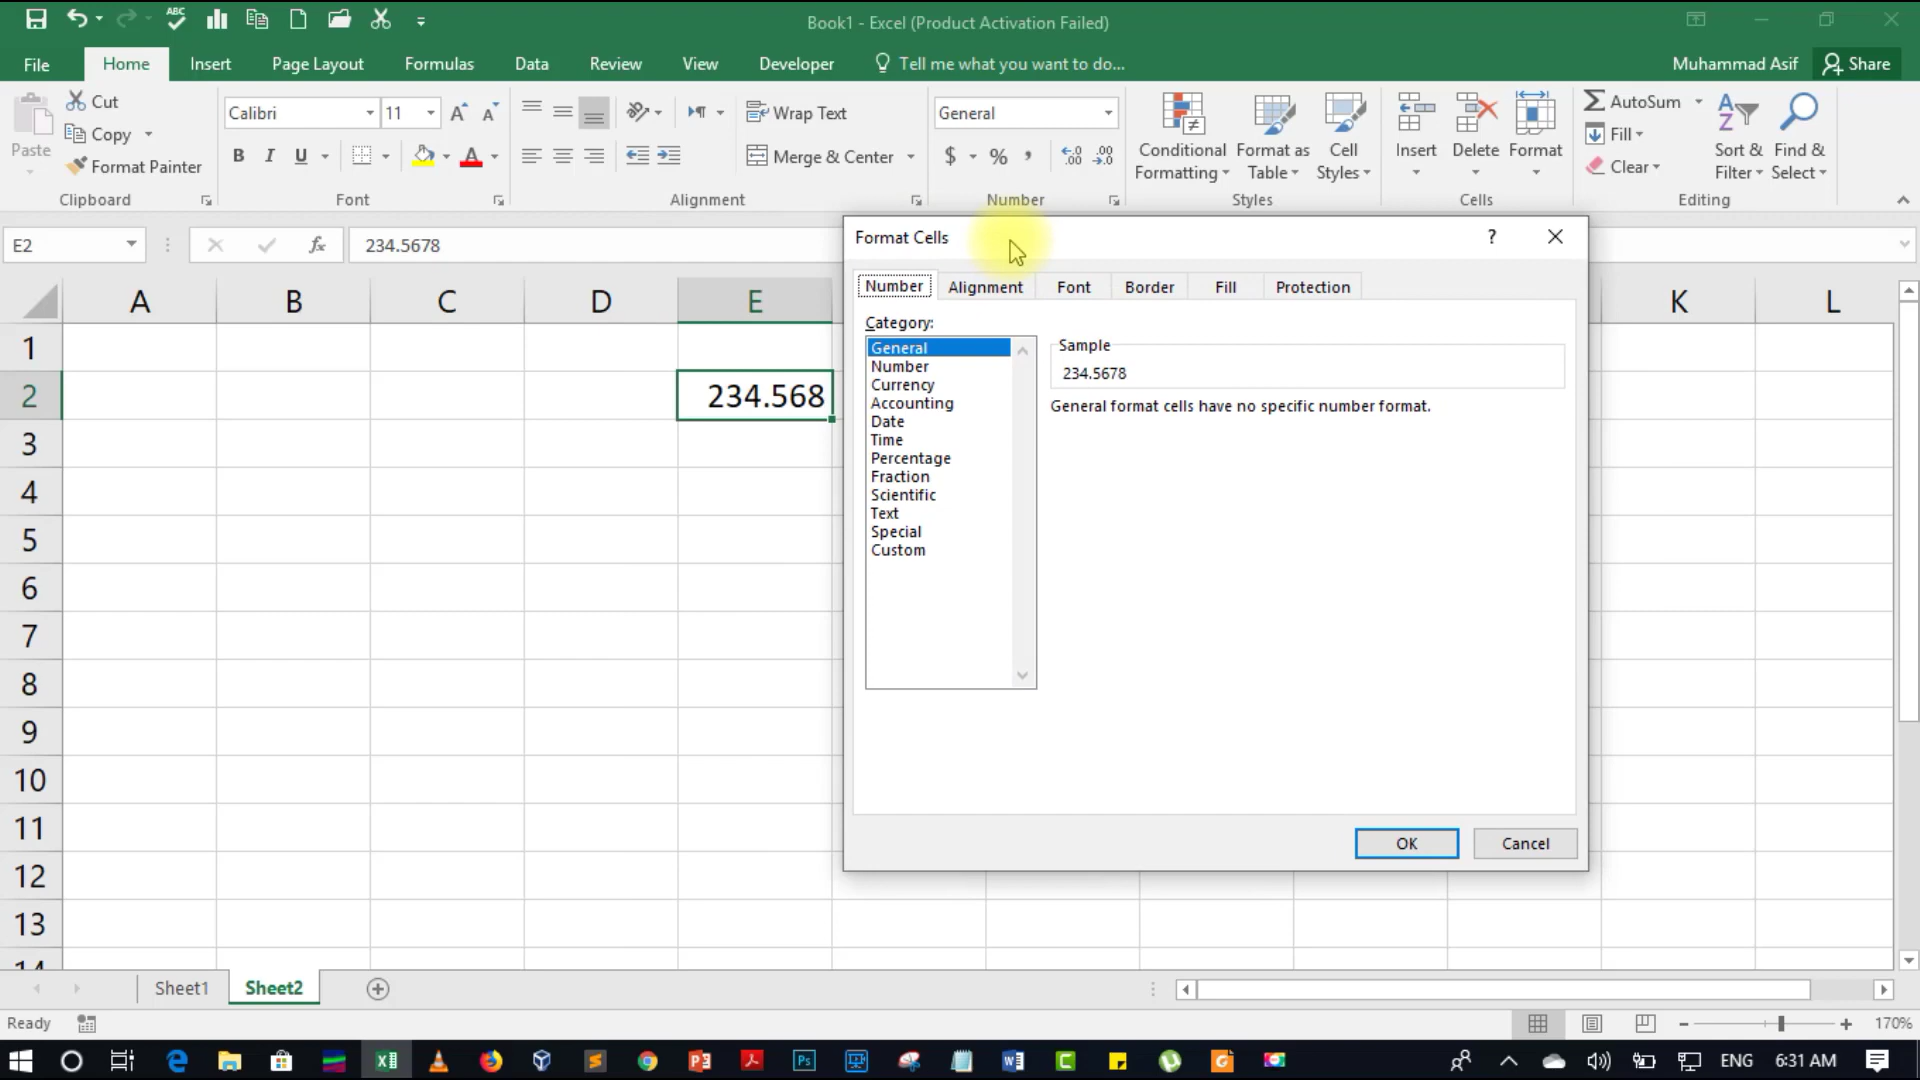 Book1 - Excel (Product Activation Failed)
File Home Insert Page Layout Formulas Data Review View Developer Tell me what you want to do... Muhammad Asif Share
Paste
Cut
Copy
Format Painter
Clipboard
Calibri 11
B I U A
Font
Wrap Text
Merge & Center
Alignment
General
$ % ,
Number
Conditional Formatting
Format as Table
Cell Styles
Styles
Insert Delete Format
Cells
AutoSum
Fill
Clear
Sort & Filter
Find & Select
Editing
E2 fx 234.5678
A B C D E K L
1
2 234.568
3
4
5
6
7
8
9
10
11
12
13
14
Format Cells ?
Number Alignment Font Border Fill Protection
Category:
General
Number
Currency
Accounting
Date
Time
Percentage
Fraction
Scientific
Text
Special
Custom
Sample
234.5678
General format cells have no specific number format.
OK Cancel
Sheet1 Sheet2
Ready 170%
ENG 6:31 AM